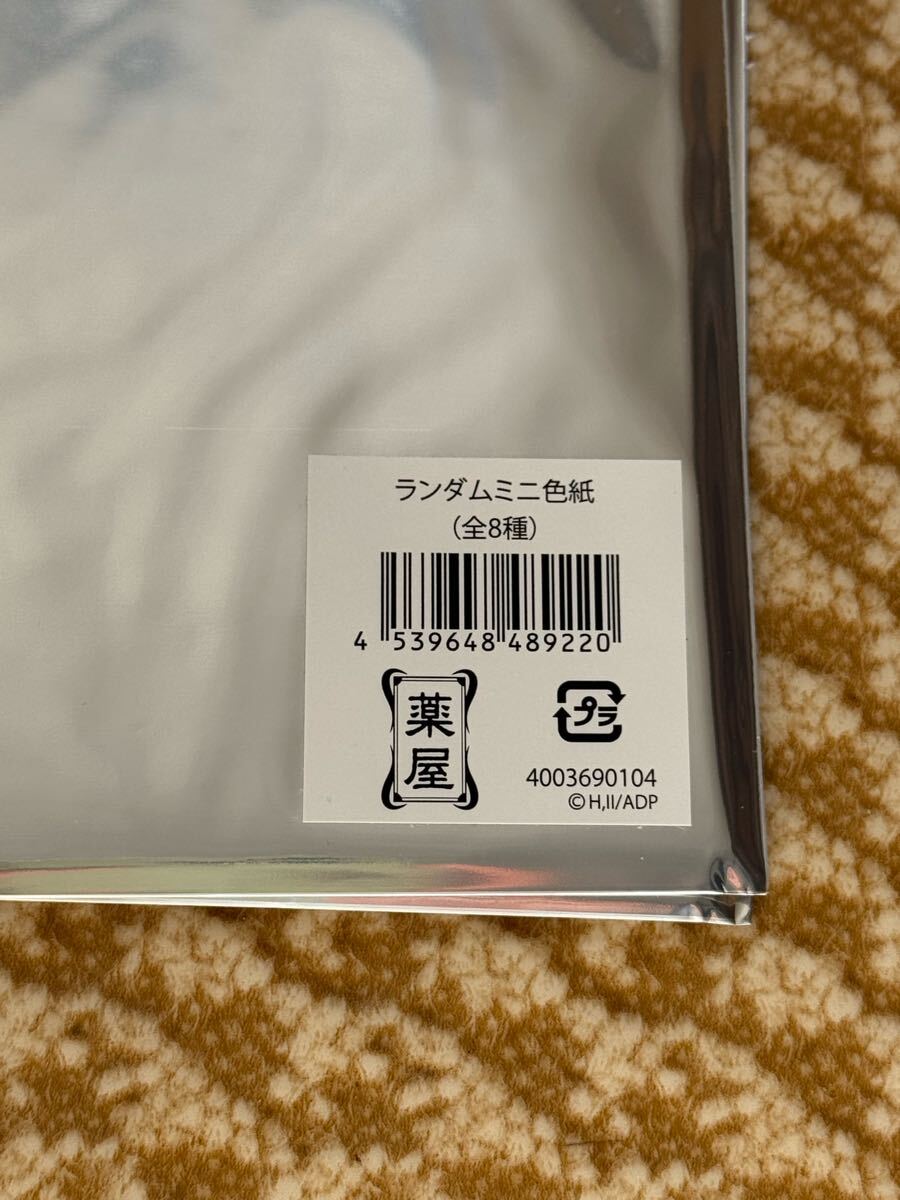 ランダムミニ色紙
(全8種)
4 539648 489220
薬屋
プラ
4003690104
©H,II/ADP